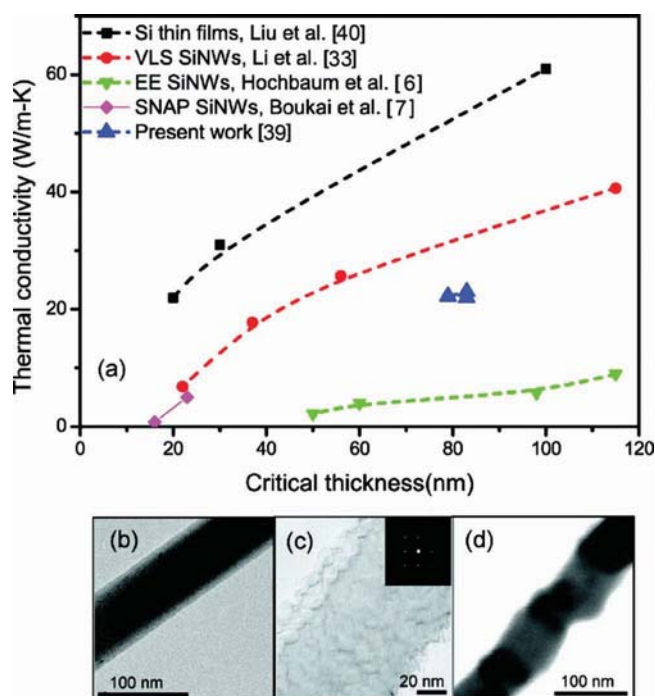 Si thin films, Liu et al. [40]
VLS SiNWs, Li et al. [33]
EE SiNWs, Hochbaum et al. [6]
SNAP SiNWs, Boukai et al. [7]
Present work [39]
Thermal conductivity (W/m-K)
60
40
20
0
(a)
0 20 40 60 80 100 120
Critical thickness(nm)
(b)
100 nm
(c)
20 nm
(d)
100 nm